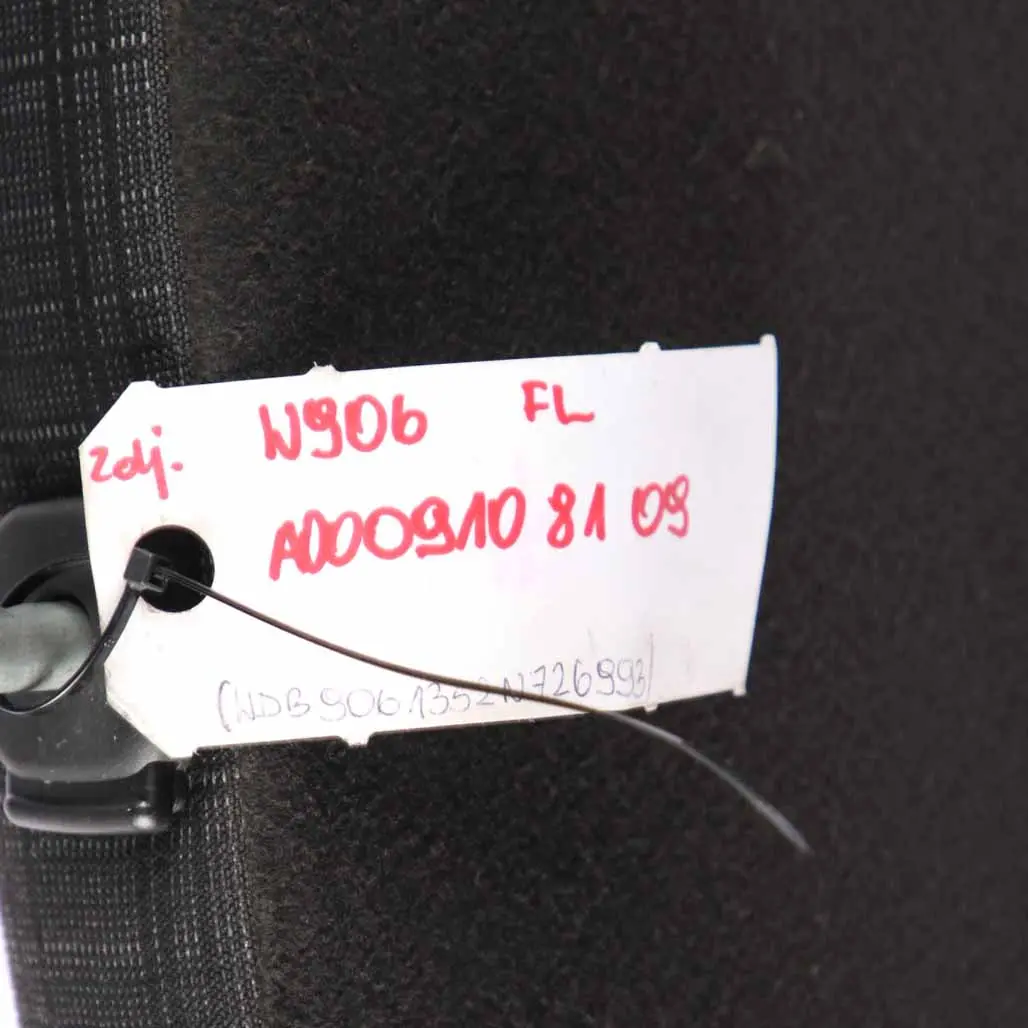 W906 FL
zdj.
A000910 81 09
(WDB9061352N726993)